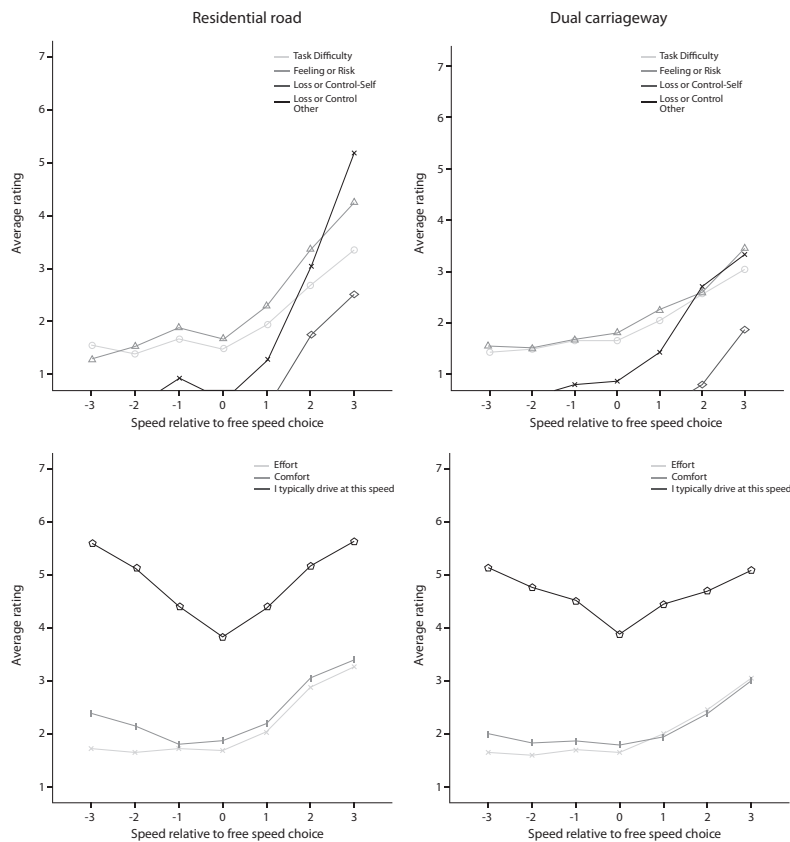 Residential road
Dual carriageway
7
6
5
4
3
2
1
Average rating
Task Difficulty
Feeling or Risk
Loss or Control-Self
Loss or Control
Other
-3 -2 -1 0 1 2 3
Speed relative to free speed choice
7
6
5
4
3
2
1
Average rating
Task Difficulty
Feeling or Risk
Loss or Control-Self
Loss or Control
Other
-3 -2 -1 0 1 2 3
Speed relative to free speed choice
7
6
5
4
3
2
1
Average rating
Effort
Comfort
I typically drive at this speed
-3 -2 -1 0 1 2 3
Speed relative to free speed choice
7
6
5
4
3
2
1
Average rating
Effort
Comfort
I typically drive at this speed
-3 -2 -1 0 1 2 3
Speed relative to free speed choice